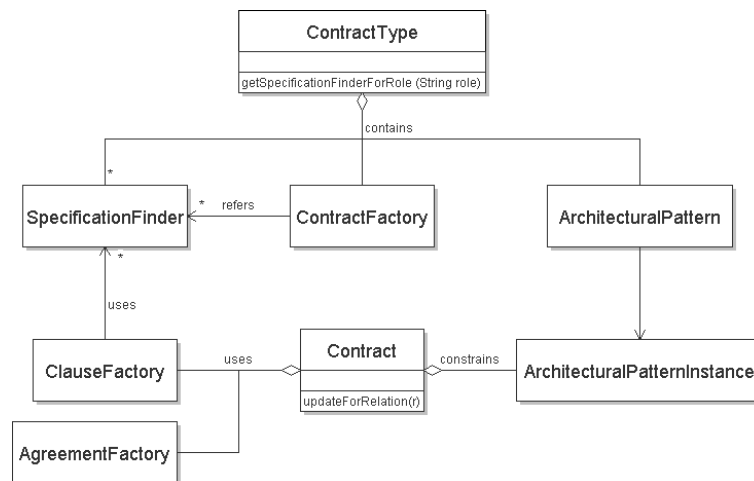 ContractType
getSpecificationFinderForRole (String role)
contains
*
SpecificationFinder
* refers
ContractFactory
ArchitecturalPattern
*
uses
ClauseFactory
uses
Contract
updateForRelation(r)
constrains
ArchitecturalPatternInstance
AgreementFactory